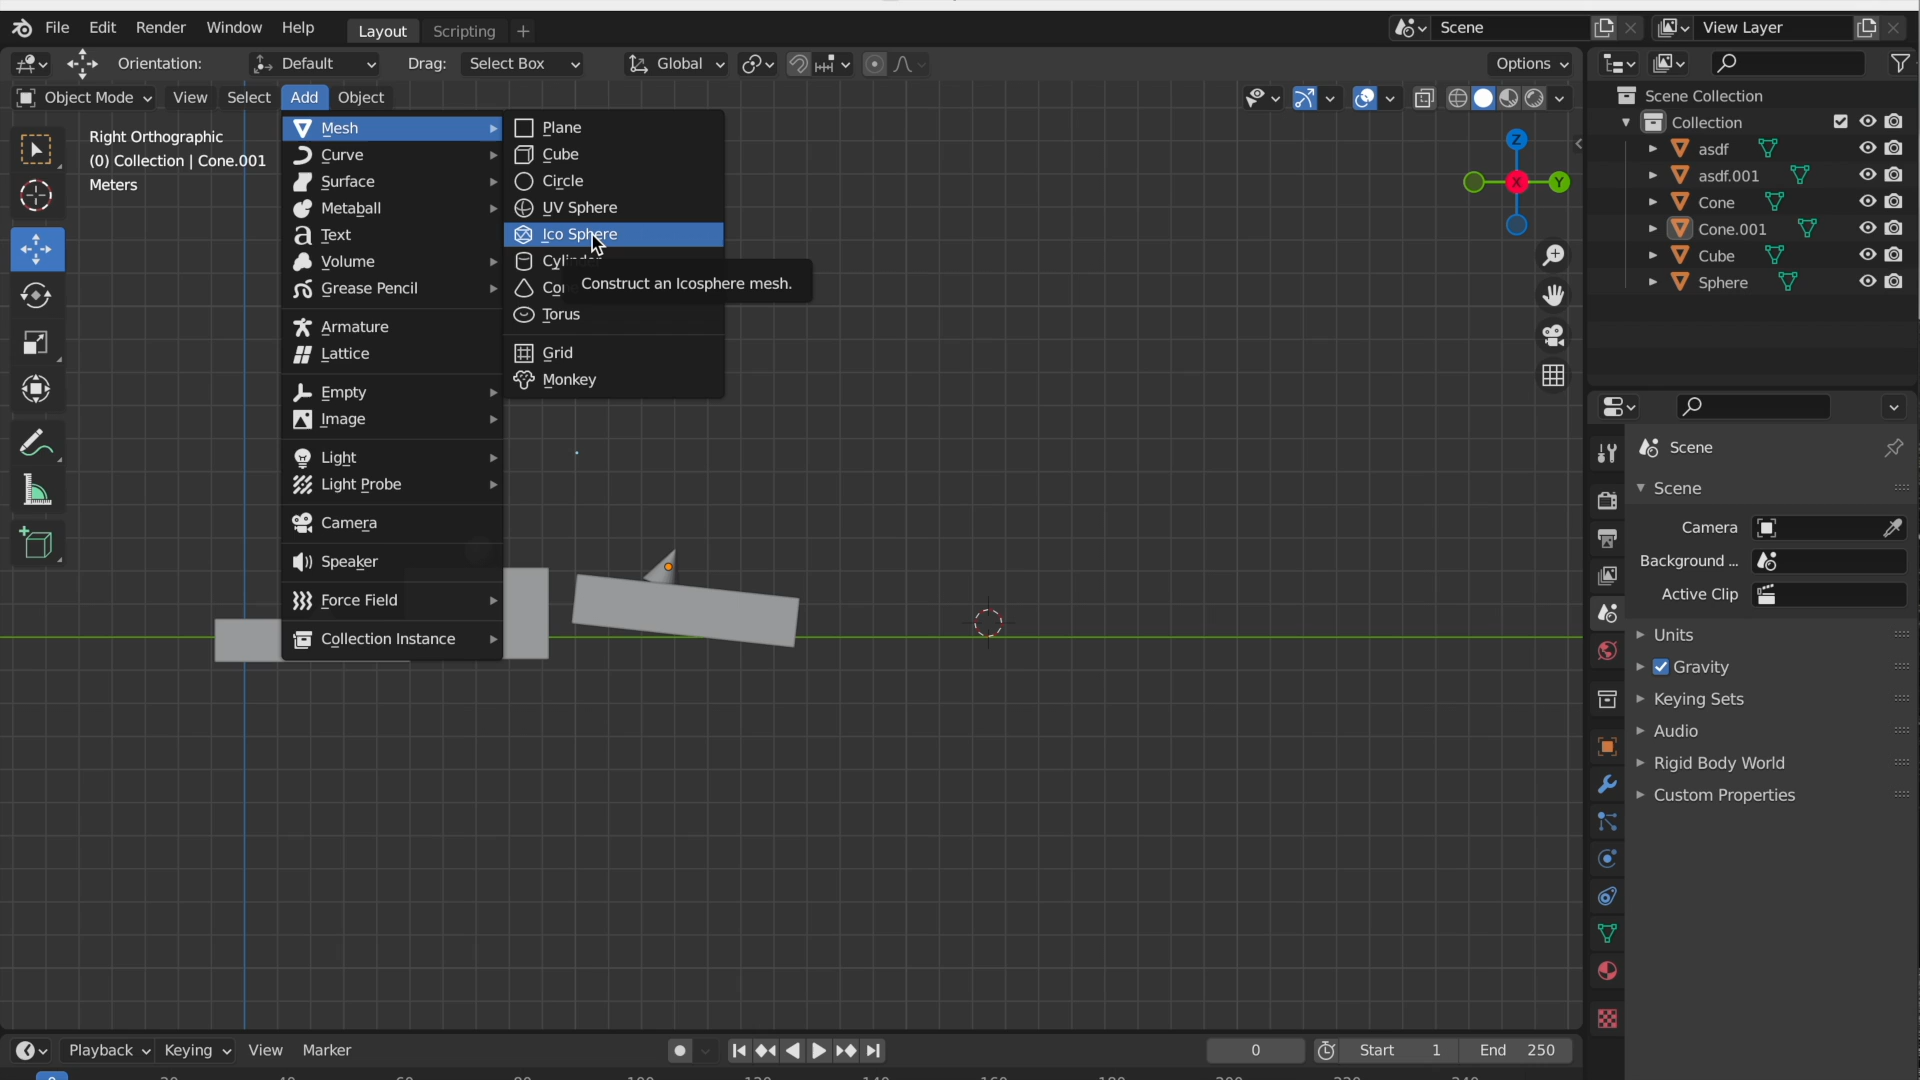 File Edit Render Window Help Layout Scripting + Scene View Layer
Orientation: Default Drag: Select Box Global Options
Object Mode View Select Add Object
Right Orthographic
(0) Collection | Cone.001
Meters
Mesh
Curve
Surface
Metaball
Text
Volume
Grease Pencil
Armature
Lattice
Empty
Image
Light
Light Probe
Camera
Speaker
Force Field
Collection Instance
Plane
Cube
Circle
UV Sphere
Ico Sphere
Construct an Icosphere mesh.
Torus
Grid
Monkey
Z
X
Y
Scene Collection
Collection
asdf
asdf.001
Cone
Cone.001
Cube
Sphere
Scene
Scene
Camera
Background ...
Active Clip
Units
Gravity
Keying Sets
Audio
Rigid Body World
Custom Properties
Playback Keying View Marker 0 Start 1 End 250